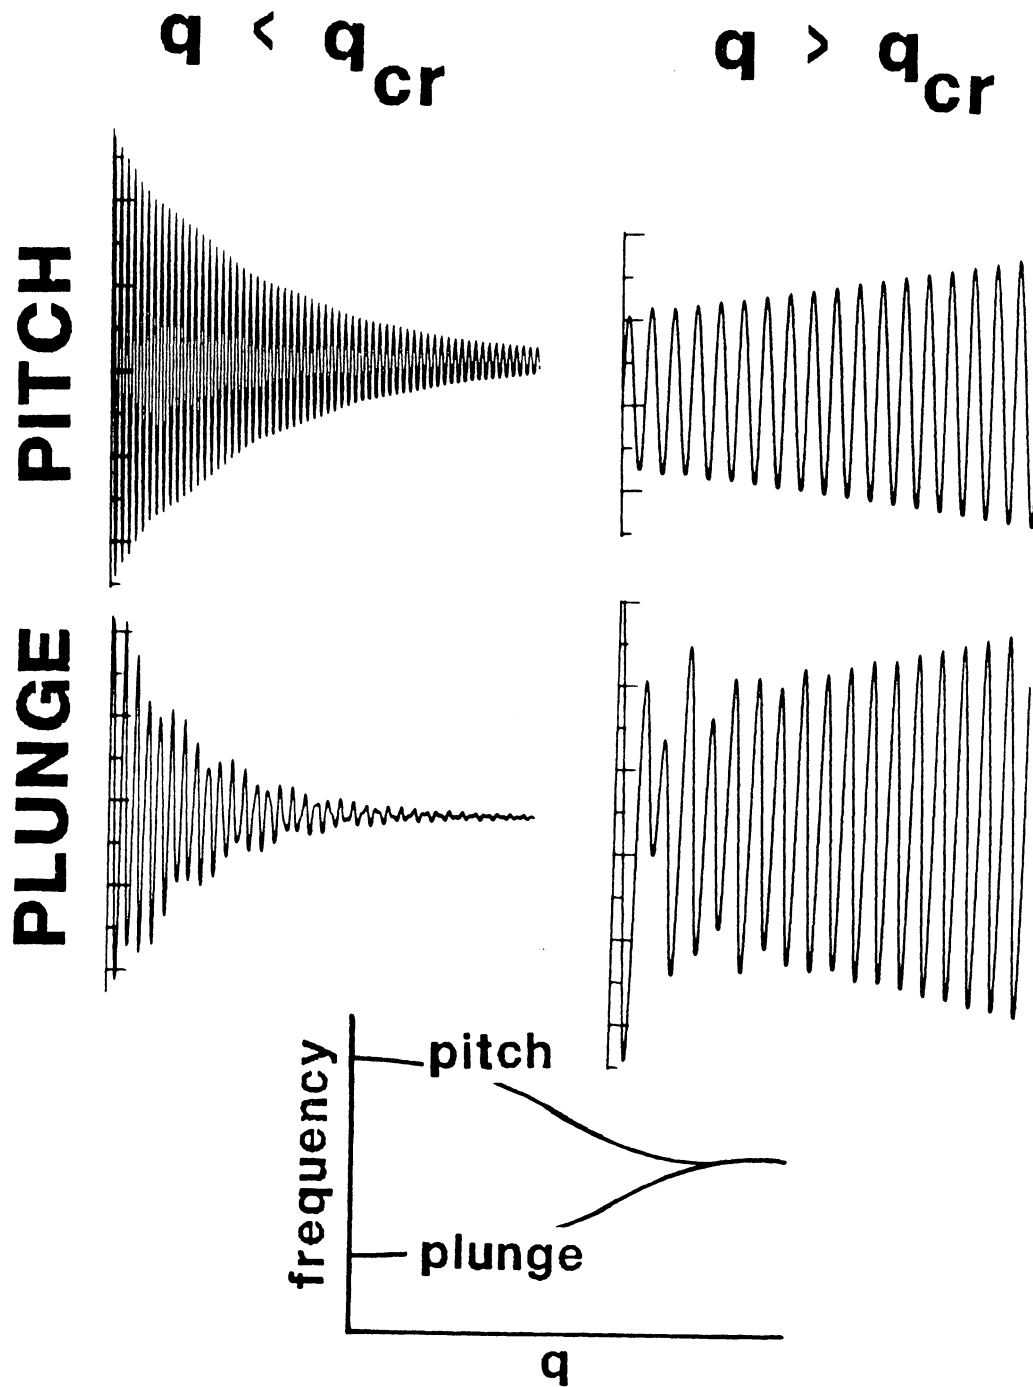 q < qcr
q > qcr
PITCH
PLUNGE
frequency
pitch
plunge
q